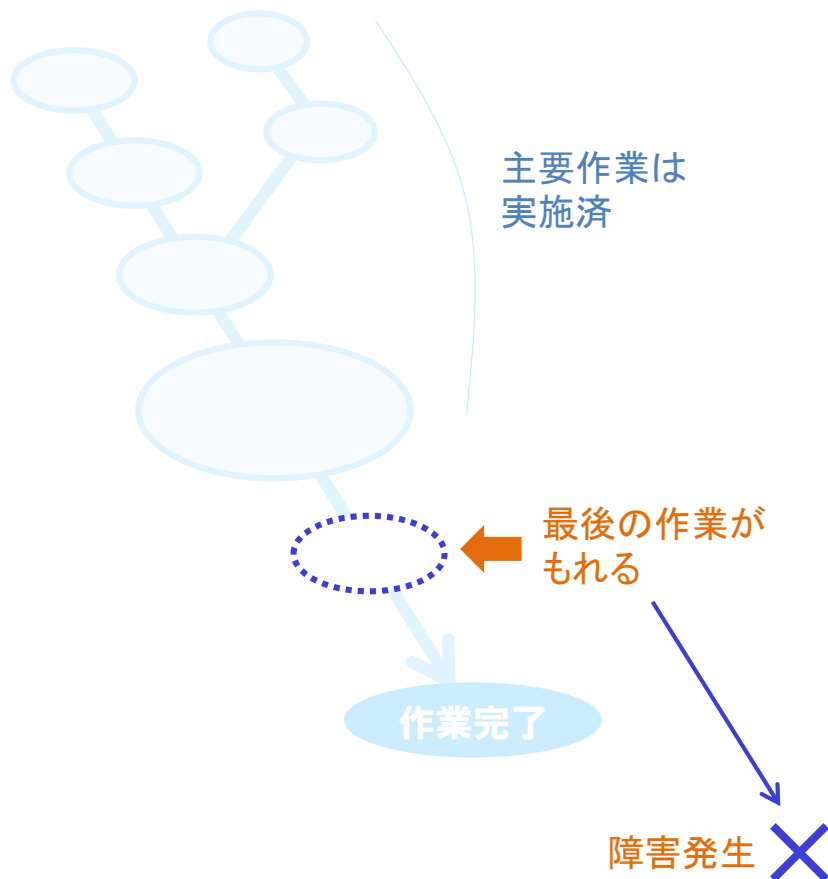 主要作業は
実施済
最後の作業が
もれる
作業完了
障害発生